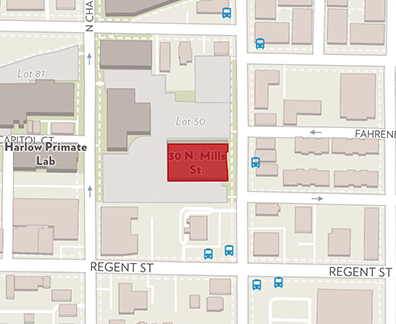 N CHA
Lot 81
Lot 50
CAPITOL CT
FAHRENE
Harlow Primate
Lab
30 N. Mills
St.
REGENT ST
REGENT ST